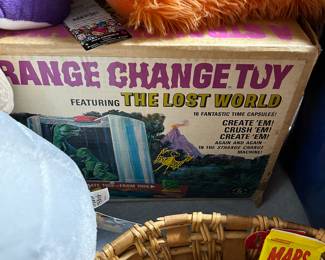 RANGE CHANGE TOY
FEATURING THE LOST WORLD
16 FANTASTIC TIME CAPSULES!
CREATE 'EM!
CRUSH 'EM!
CREATE 'EM!
AGAIN AND AGAIN
IN THE STRANGE CHANGE
MACHINE!
MARS